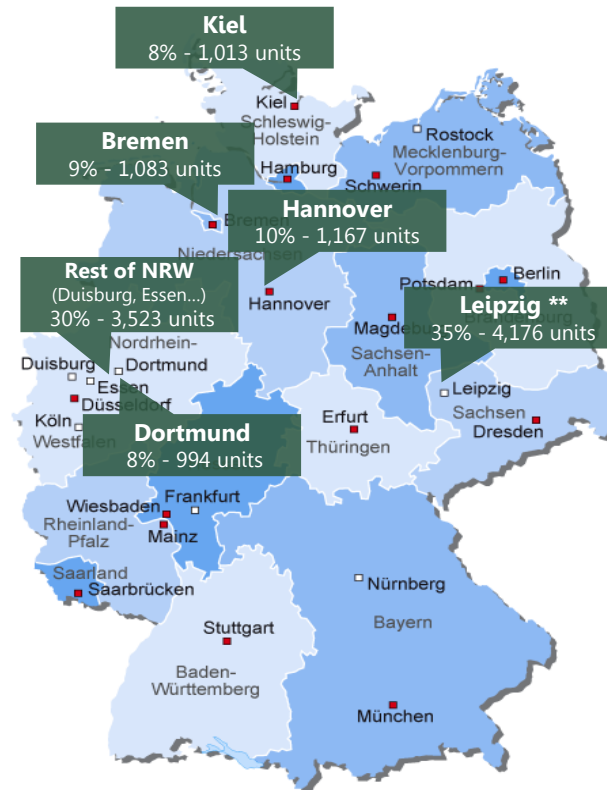 Kiel
8% - 1,013 units
Kiel
Schleswig-
Holstein
Rostock
Mecklenburg-
Vorpommern
Bremen
9% - 1,083 units
Hamburg
Schwerin
Bremen
Niedersachsen
Hannover
10% - 1,167 units
Hannover
Berlin
Potsdam
Brandenburg
Rest of NRW
(Duisburg, Essen...)
30% - 3,523 units
Leipzig **
35% - 4,176 units
Magdebu
Sachsen-
Anhalt
Nordrhein-
Duisburg
Dortmund
Essen
Düsseldorf
Köln
Westfalen
Leipzig
Sachsen
Dresden
Erfurt
Thüringen
Dortmund
8% - 994 units
Wiesbaden
Frankfurt
Rheinland-
Pfalz
Mainz
Saarland
Saarbrücken
Nürnberg
Bayern
Stuttgart
Baden-
Württemberg
München